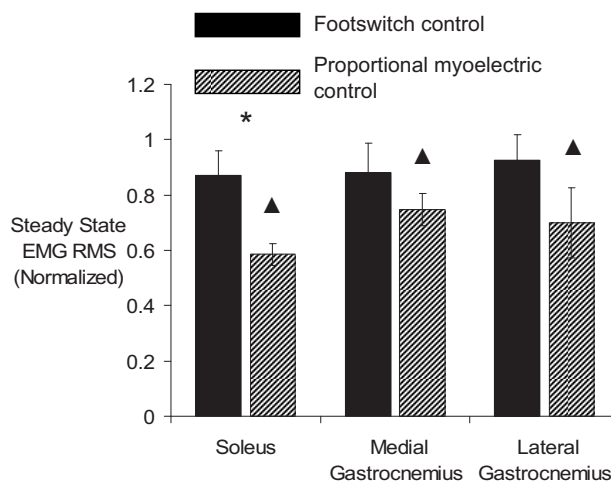 Footswitch control
Proportional myoelectric
control
1.2
1
0.8
0.6
0.4
0.2
0
*
Steady State
EMG RMS
(Normalized)
Soleus
Medial
Gastrocnemius
Lateral
Gastrocnemius